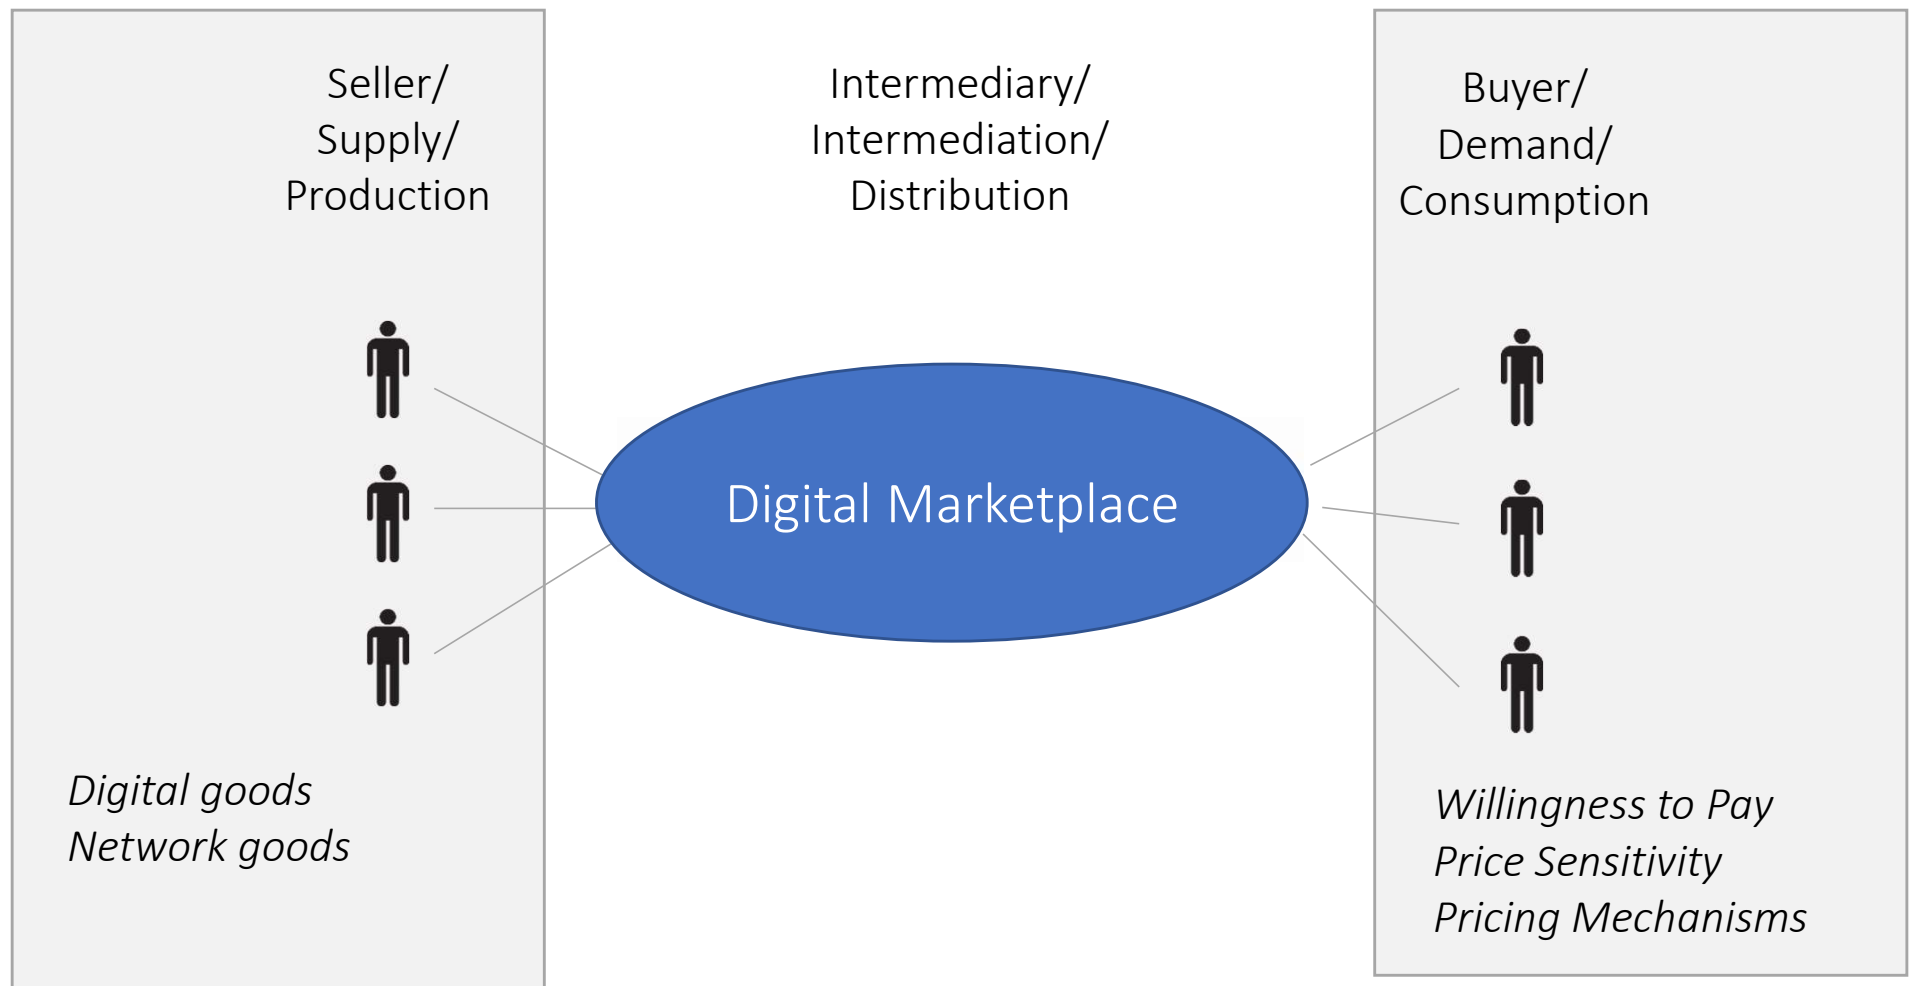 Seller/
Supply/
Production
Intermediary/
Intermediation/
Distribution
Buyer/
Demand/
Consumption
Digital Marketplace
Digital goods
Network goods
Willingness to Pay
Price Sensitivity
Pricing Mechanisms